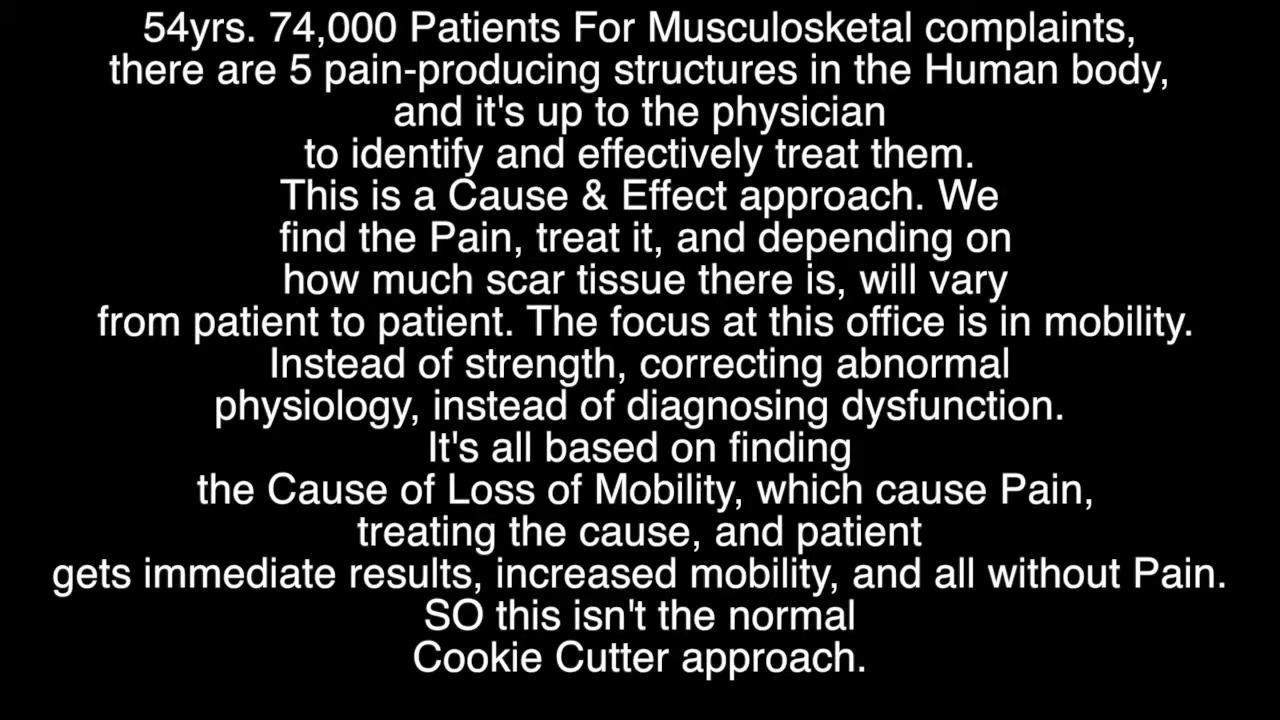 54yrs. 74,000 Patients For Musculosketal complaints,
there are 5 pain-producing structures in the Human body,
and it's up to the physician
to identify and effectively treat them.
This is a Cause & Effect approach. We
find the Pain, treat it, and depending on
how much scar tissue there is, will vary
from patient to patient. The focus at this office is in mobility.
Instead of strength, correcting abnormal
physiology, instead of diagnosing dysfunction.
It's all based on finding
the Cause of Loss of Mobility, which cause Pain,
treating the cause, and patient
gets immediate results, increased mobility, and all without Pain.
SO this isn't the normal
Cookie Cutter approach.